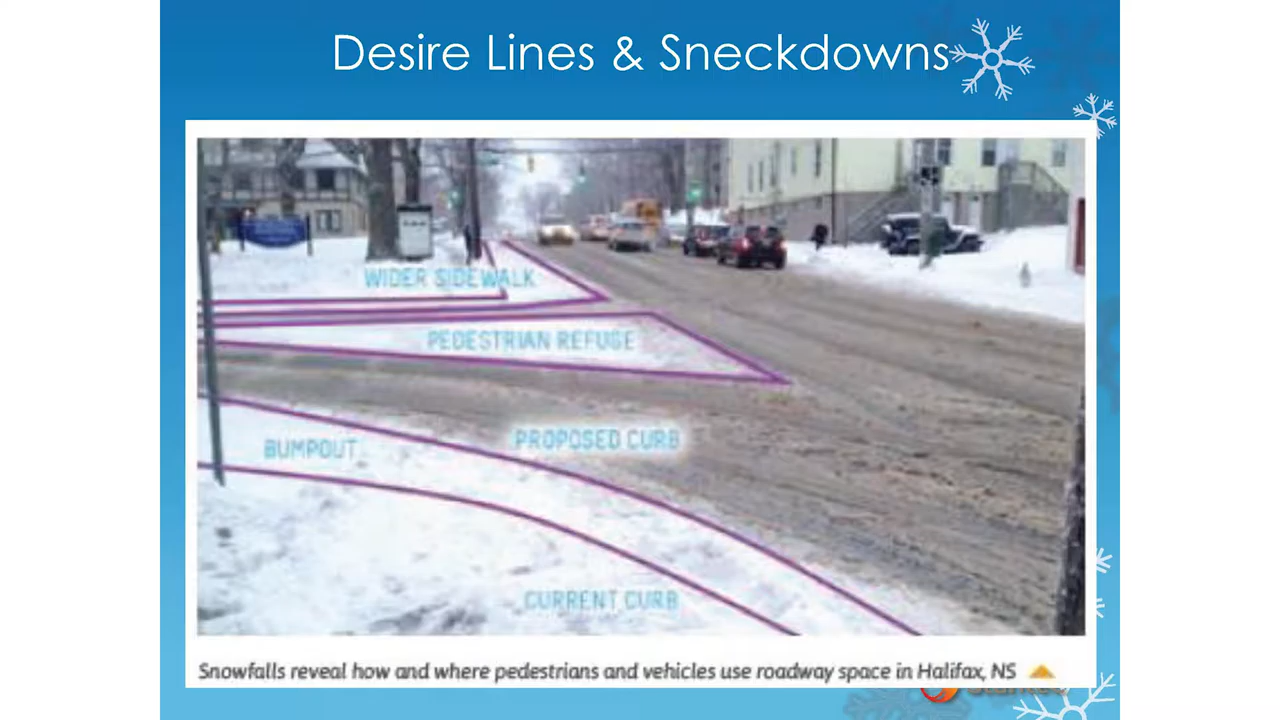 Desire Lines & Sneckdowns
WIDER SIDEWALK
PEDESTRIAN REFUGE
PROPOSED CURB
BUMPOUT
CURRENT CURB
Snowfalls reveal how and where pedestrians and vehicles use roadway space in Halifax, NS